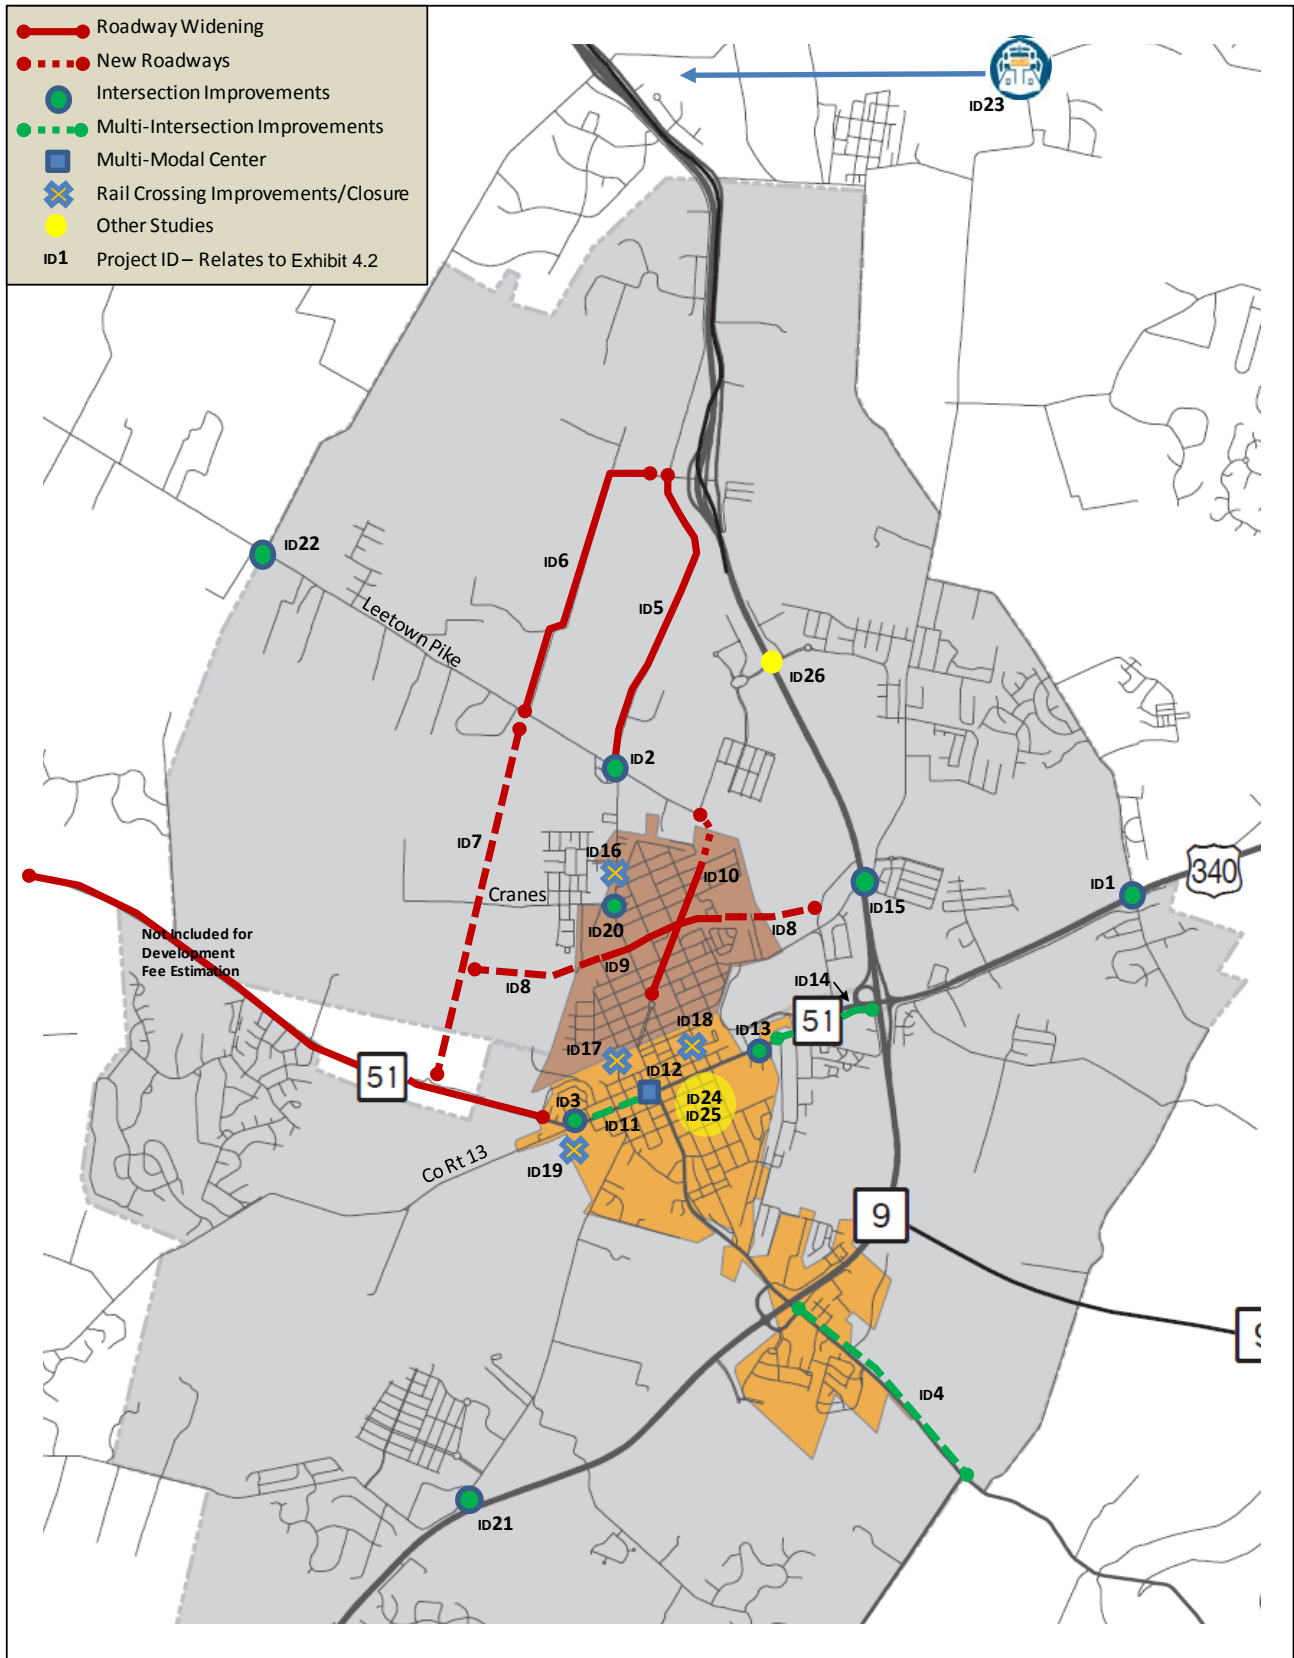 Roadway Widening
New Roadways
Intersection Improvements
Multi-Intersection Improvements
Multi-Modal Center
Rail Crossing Improvements/Closure
Other Studies
ID1 Project ID – Relates to Exhibit 4.2
ID23
ID22
ID6
ID5
Leetown Pike
ID26
ID2
ID7
ID16
ID10
340
Cranes
ID1
ID15
ID20
ID8
Not Included for
Development
Fee Estimation
ID9
ID8
ID14
51
ID18
ID13
ID17
ID12
51
ID24
ID25
ID3
ID11
Co Rt 13
ID19
9
9
ID4
ID21